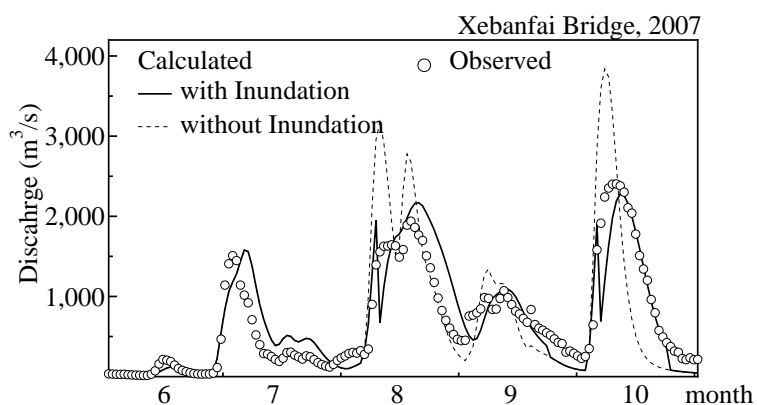 Xebanfai Bridge, 2007
4,000
Calculated
Observed
with Inundation
without Inundation
3,000
2,000
1,000
Discahrge (m³/s)
6 7 8 9 10 month